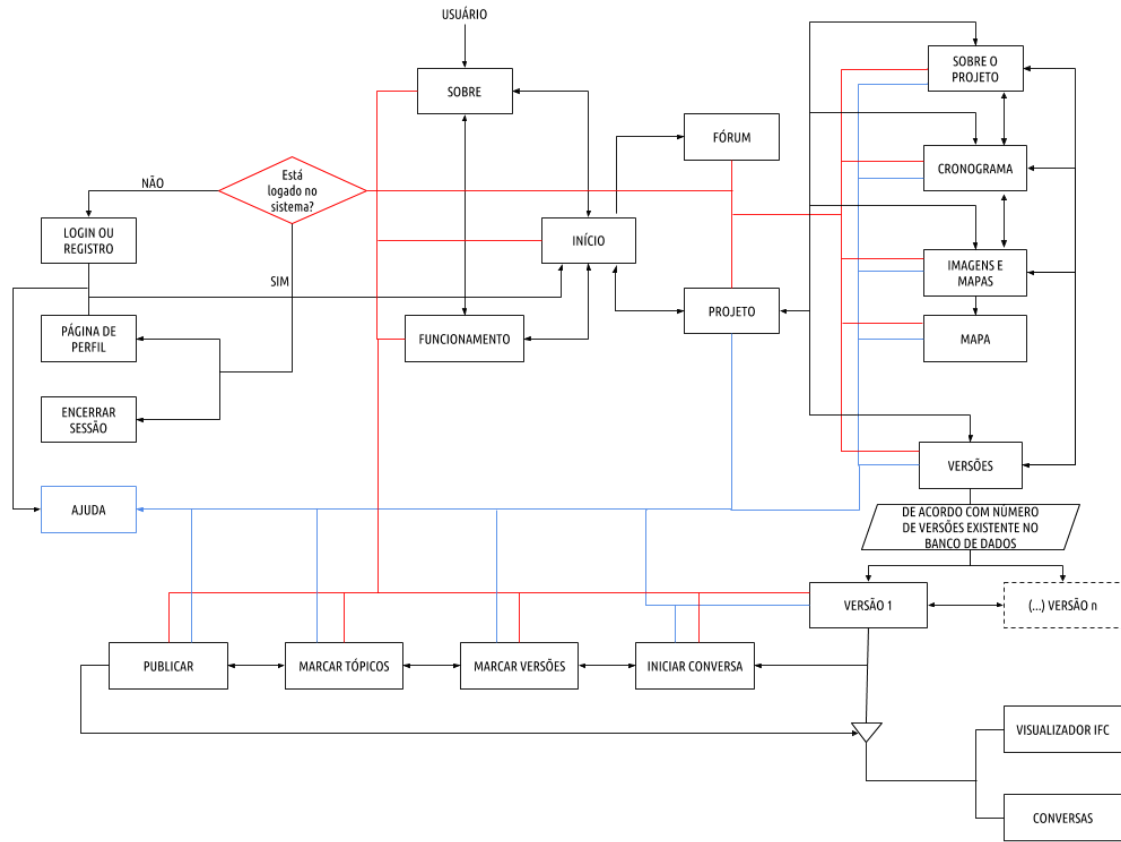 USUÁRIO
SOBRE
SOBRE O
PROJETO
FÓRUM
CRONOGRAMA
Está
logado no
sistema?
NÃO
LOGIN OU
REGISTRO
INÍCIO
SIM
IMAGENS E
MAPAS
PROJETO
PÁGINA DE
PERFIL
FUNCIONAMENTO
MAPA
ENCERRAR
SESSÃO
VERSÕES
AJUDA
DE ACORDO COM NÚMERO
DE VERSÕES EXISTENTE NO
BANCO DE DADOS
VERSÃO 1
(...) VERSÃO n
PUBLICAR
MARCAR TÓPICOS
MARCAR VERSÕES
INICIAR CONVERSA
VISUALIZADOR IFC
CONVERSAS